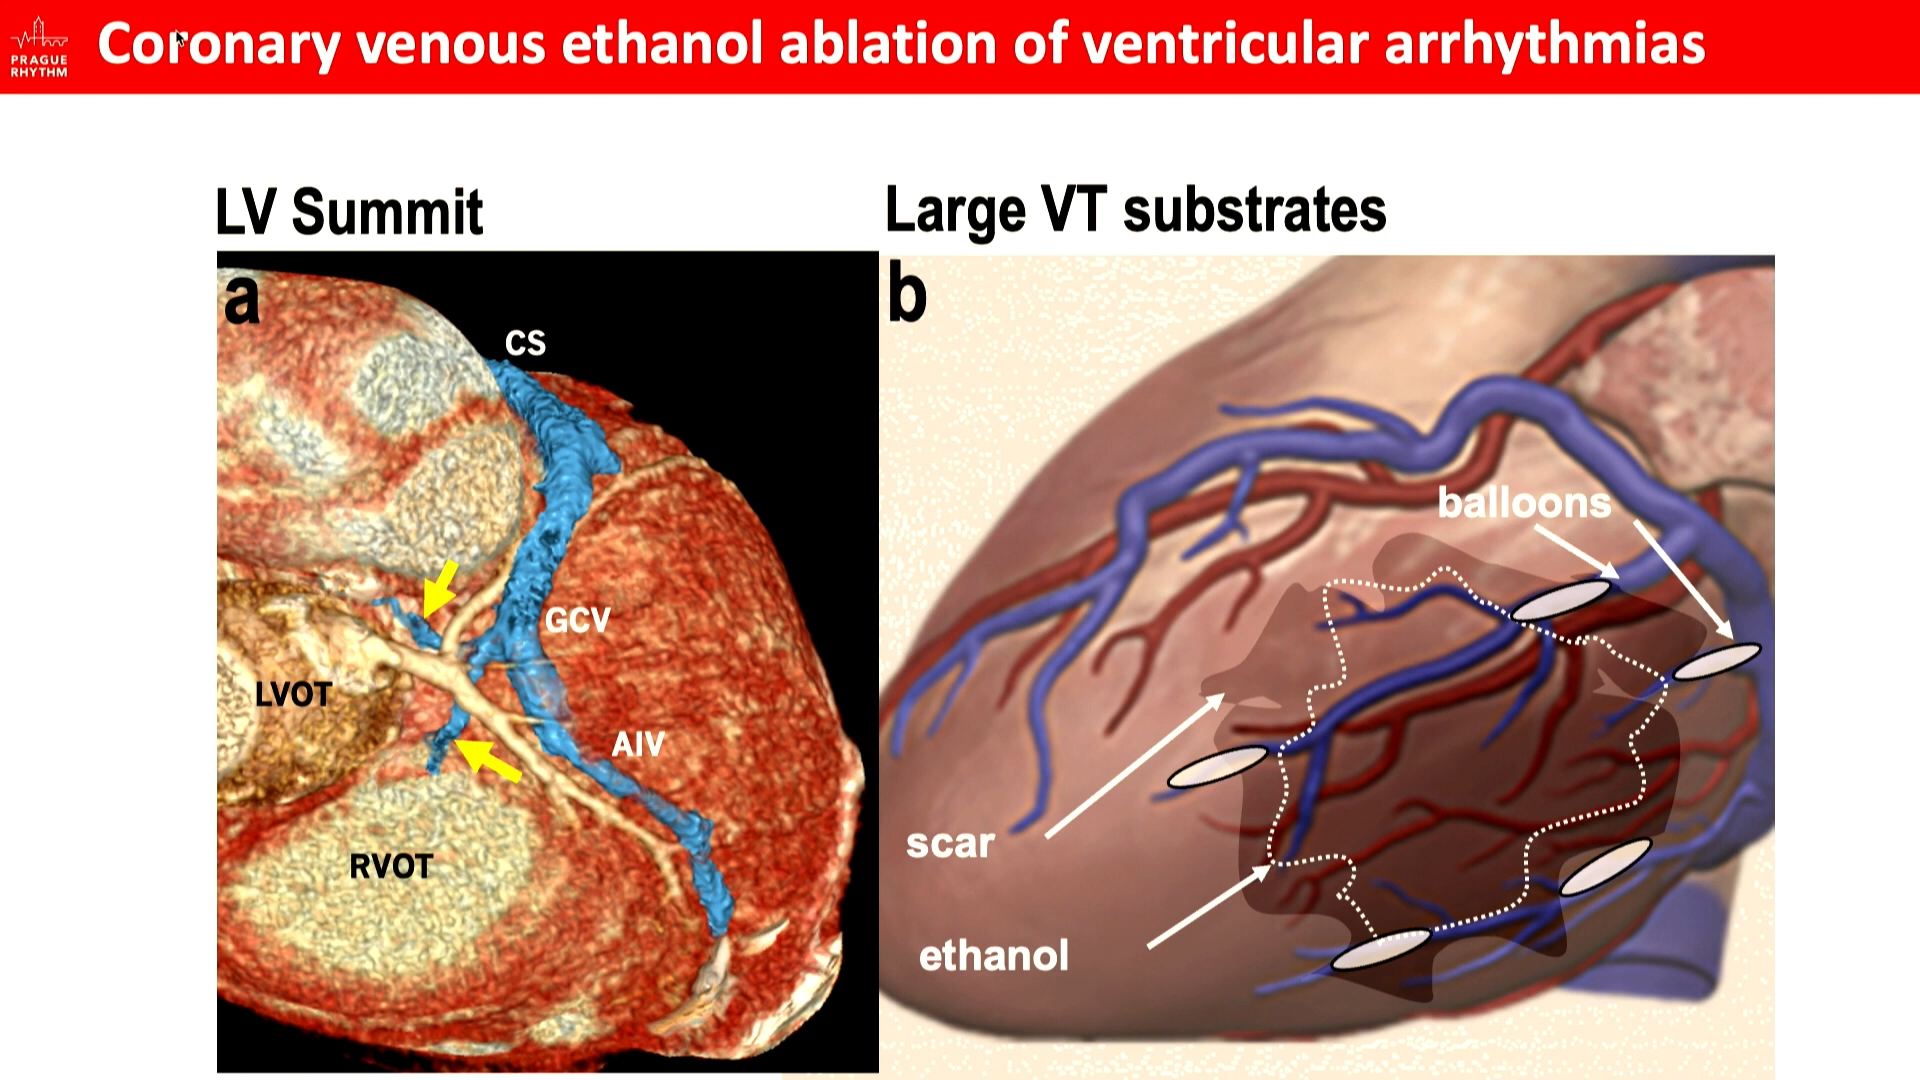 PRAGUE
RHYTHM
Coronary venous ethanol ablation of ventricular arrhythmias
LV Summit
Large VT substrates
a
CS
GCV
LVOT
AIV
RVOT
b
balloons
scar
ethanol